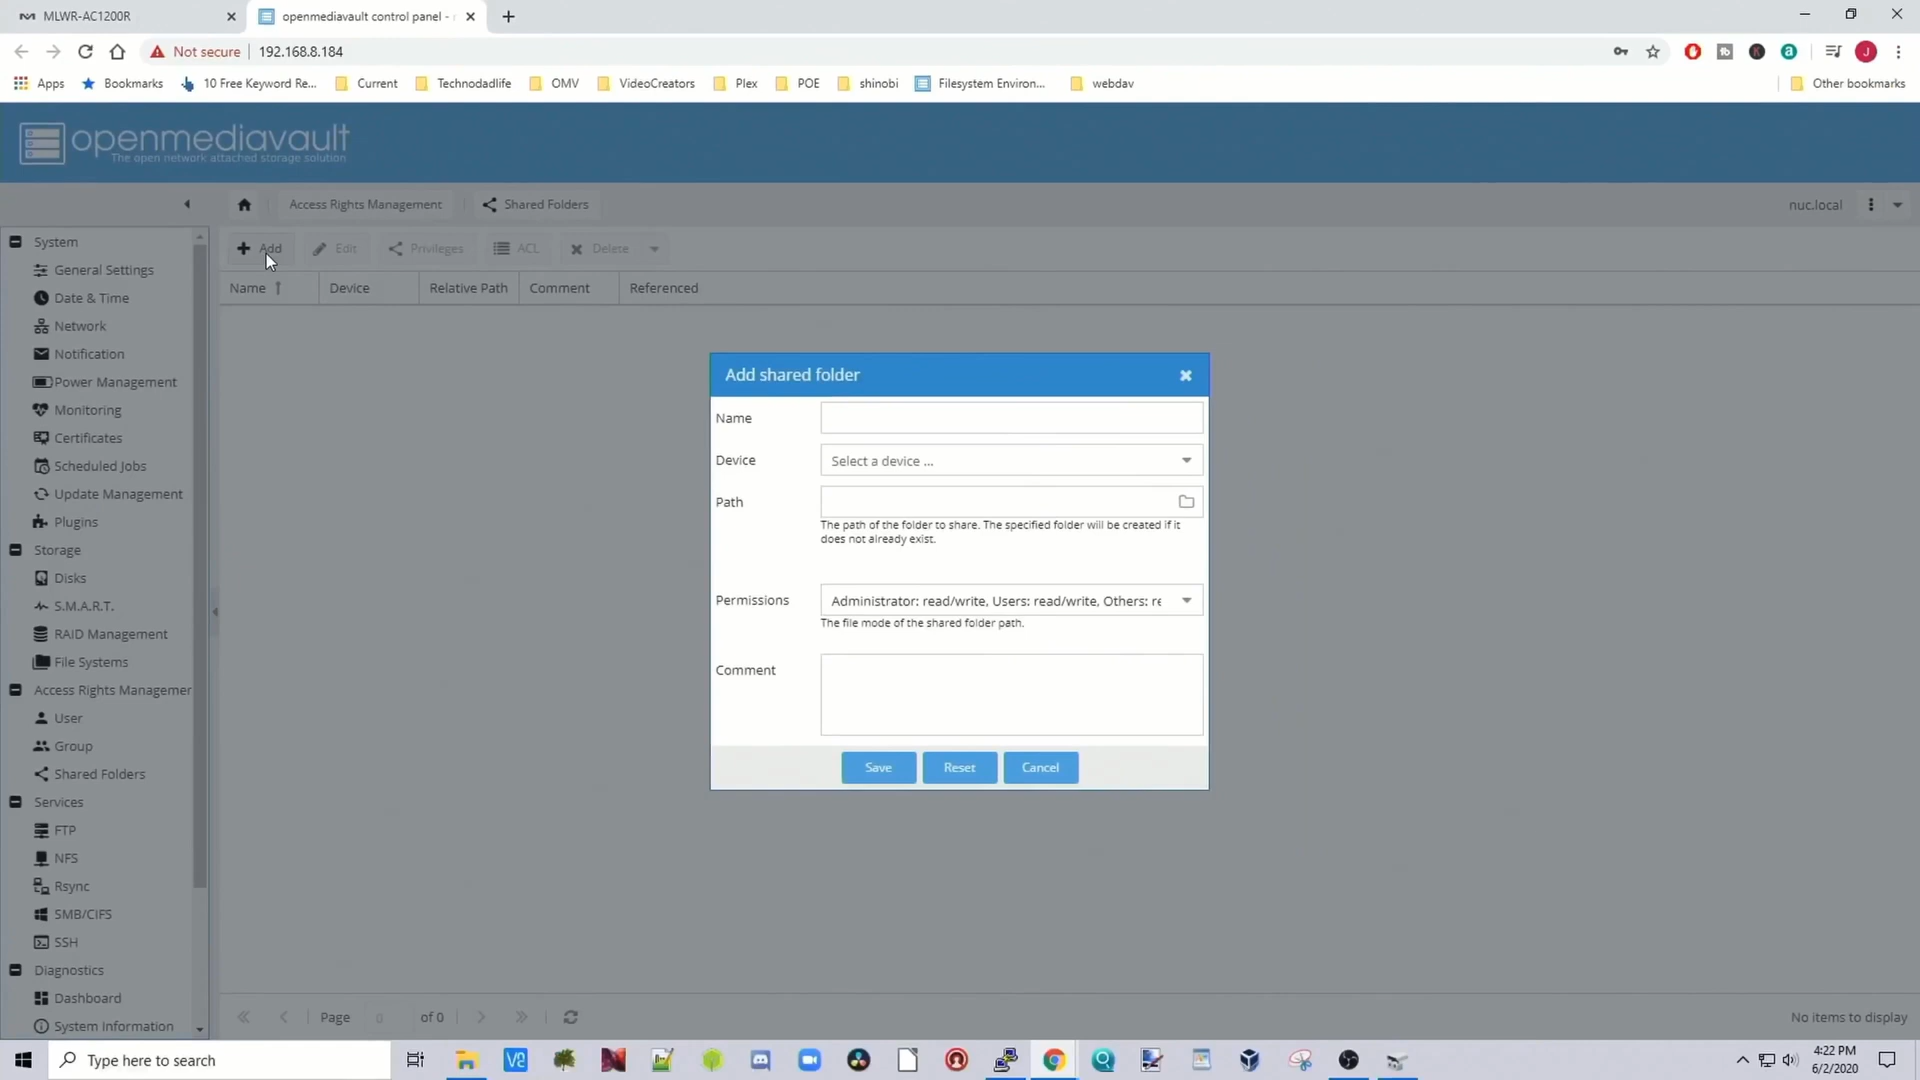 MLWR-AC1200R
openmediavault control panel - n
Not secure
192.168.8.184
Apps
Bookmarks
10 Free Keyword Re...
Current
Technodadlife
OMV
VideoCreators
Plex
POE
shinobi
Filesystem Environ...
webdav
Other bookmarks
openmediavault
The open network attached storage solution
Access Rights Management
Shared Folders
nuc.local
System
General Settings
Date & Time
Network
Notification
Power Management
Monitoring
Certificates
Scheduled Jobs
Update Management
Plugins
Storage
Disks
S.M.A.R.T.
RAID Management
File Systems
Access Rights Managemer
User
Group
Shared Folders
Services
FTP
NFS
Rsync
SMB/CIFS
SSH
Diagnostics
Dashboard
System Information
Add
Edit
Privileges
ACL
Delete
Name
Device
Relative Path
Comment
Referenced
Add shared folder
Name
Device
Select a device ...
Path
The path of the folder to share. The specified folder will be created if it
does not already exist.
Permissions
Administrator: read/write, Users: read/write, Others: re
The file mode of the shared folder path.
Comment
Save
Reset
Cancel
Page
0
of 0
No items to display
Type here to search
4:22 PM
6/2/2020